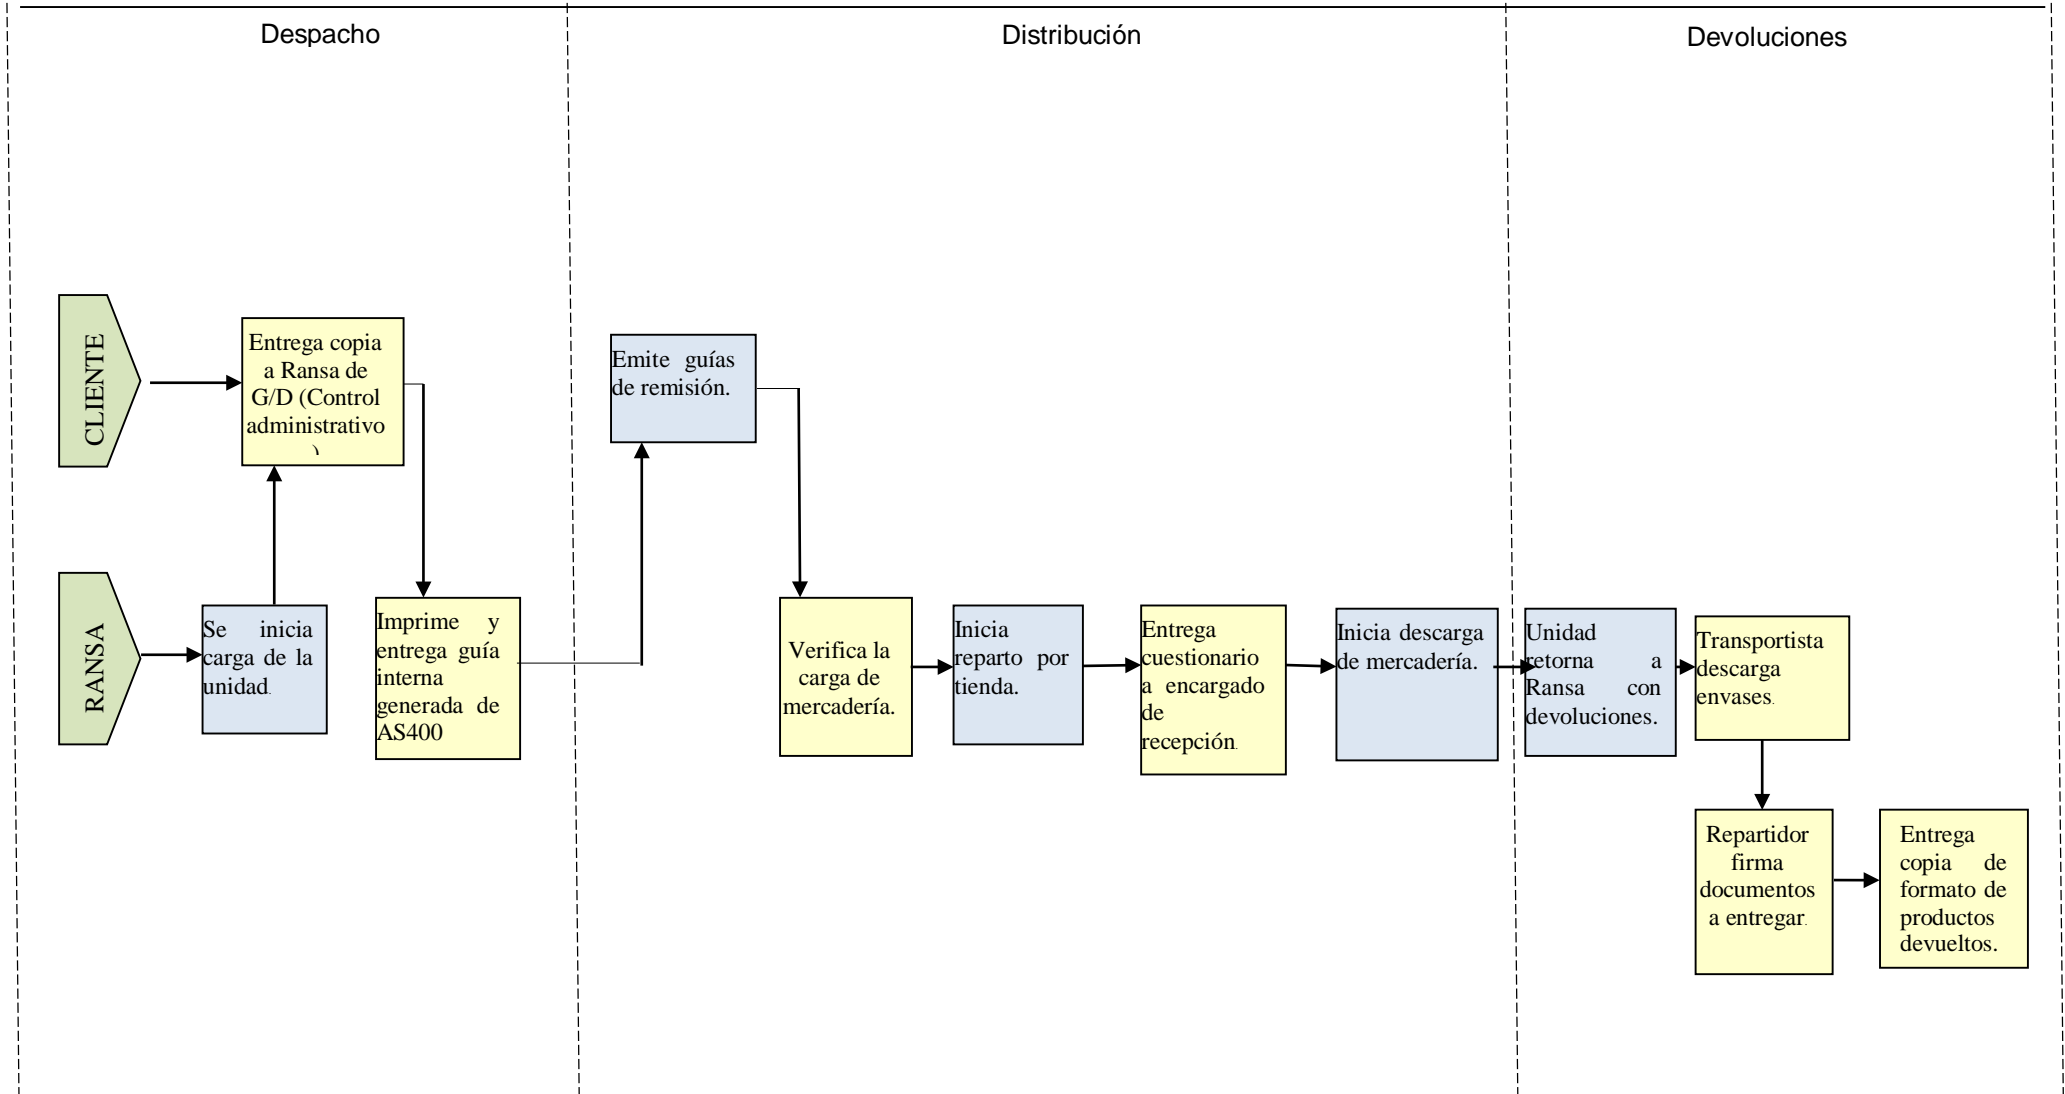 Despacho
Distribución
Devoluciones
CLIENTE
Entrega copia
a Ransa de
G/D (Control
administrativo
)
Emite guías
de remisión.
RANSA
Se inicia
carga de la
unidad.
Imprime y
entrega guía
interna
generada de
AS400
Verifica la
carga de
mercadería.
Inicia
reparto por
tienda.
Entrega
cuestionario
a encargado
de
recepción.
Inicia descarga
de mercadería.
Unidad
retorna a
Ransa con
devoluciones.
Transportista
descarga
envases.
Repartidor
firma
documentos
a entregar.
Entrega
copia de
formato de
productos
devueltos.